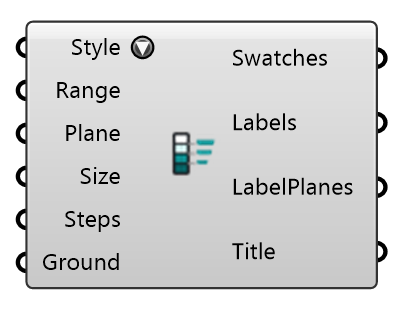 Style
Range
Plane
Size
Steps
Ground
Swatches
Labels
LabelPlanes
Title